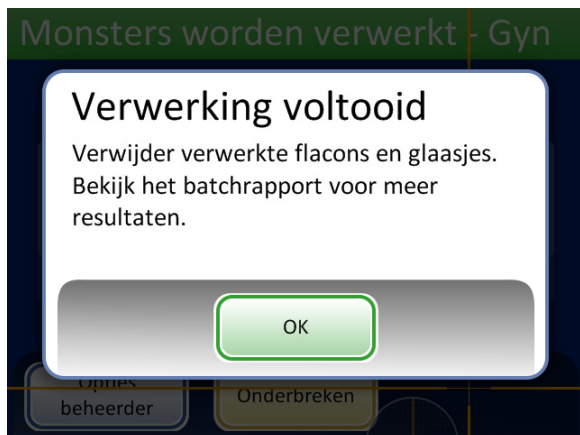 Monsters worden verwerkt - Gyn
Verwerking voltooid
Verwijder verwerkte flacons en glaasjes.
Bekijk het batchrapport voor meer
resultaten.
OK
Opties
beheerder
Onderbreken